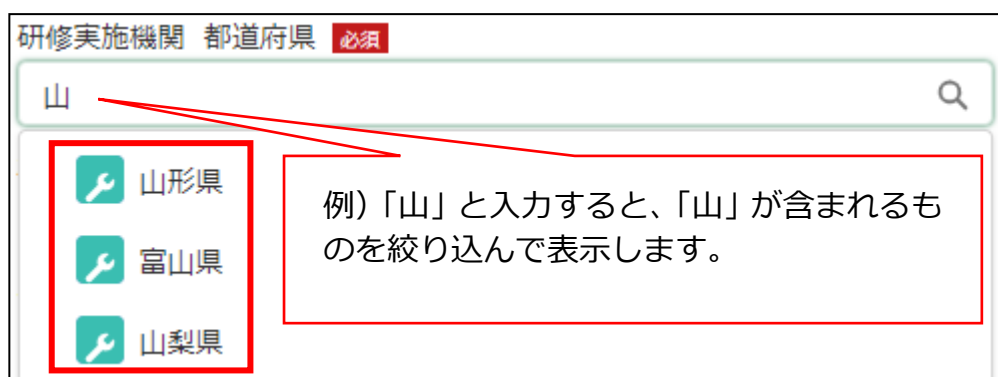 研修実施機関 都道府県 必須
山
山形県
富山県
山梨県
例）「山」と入力すると、「山」が含まれるも
のを絞り込んで表示します。